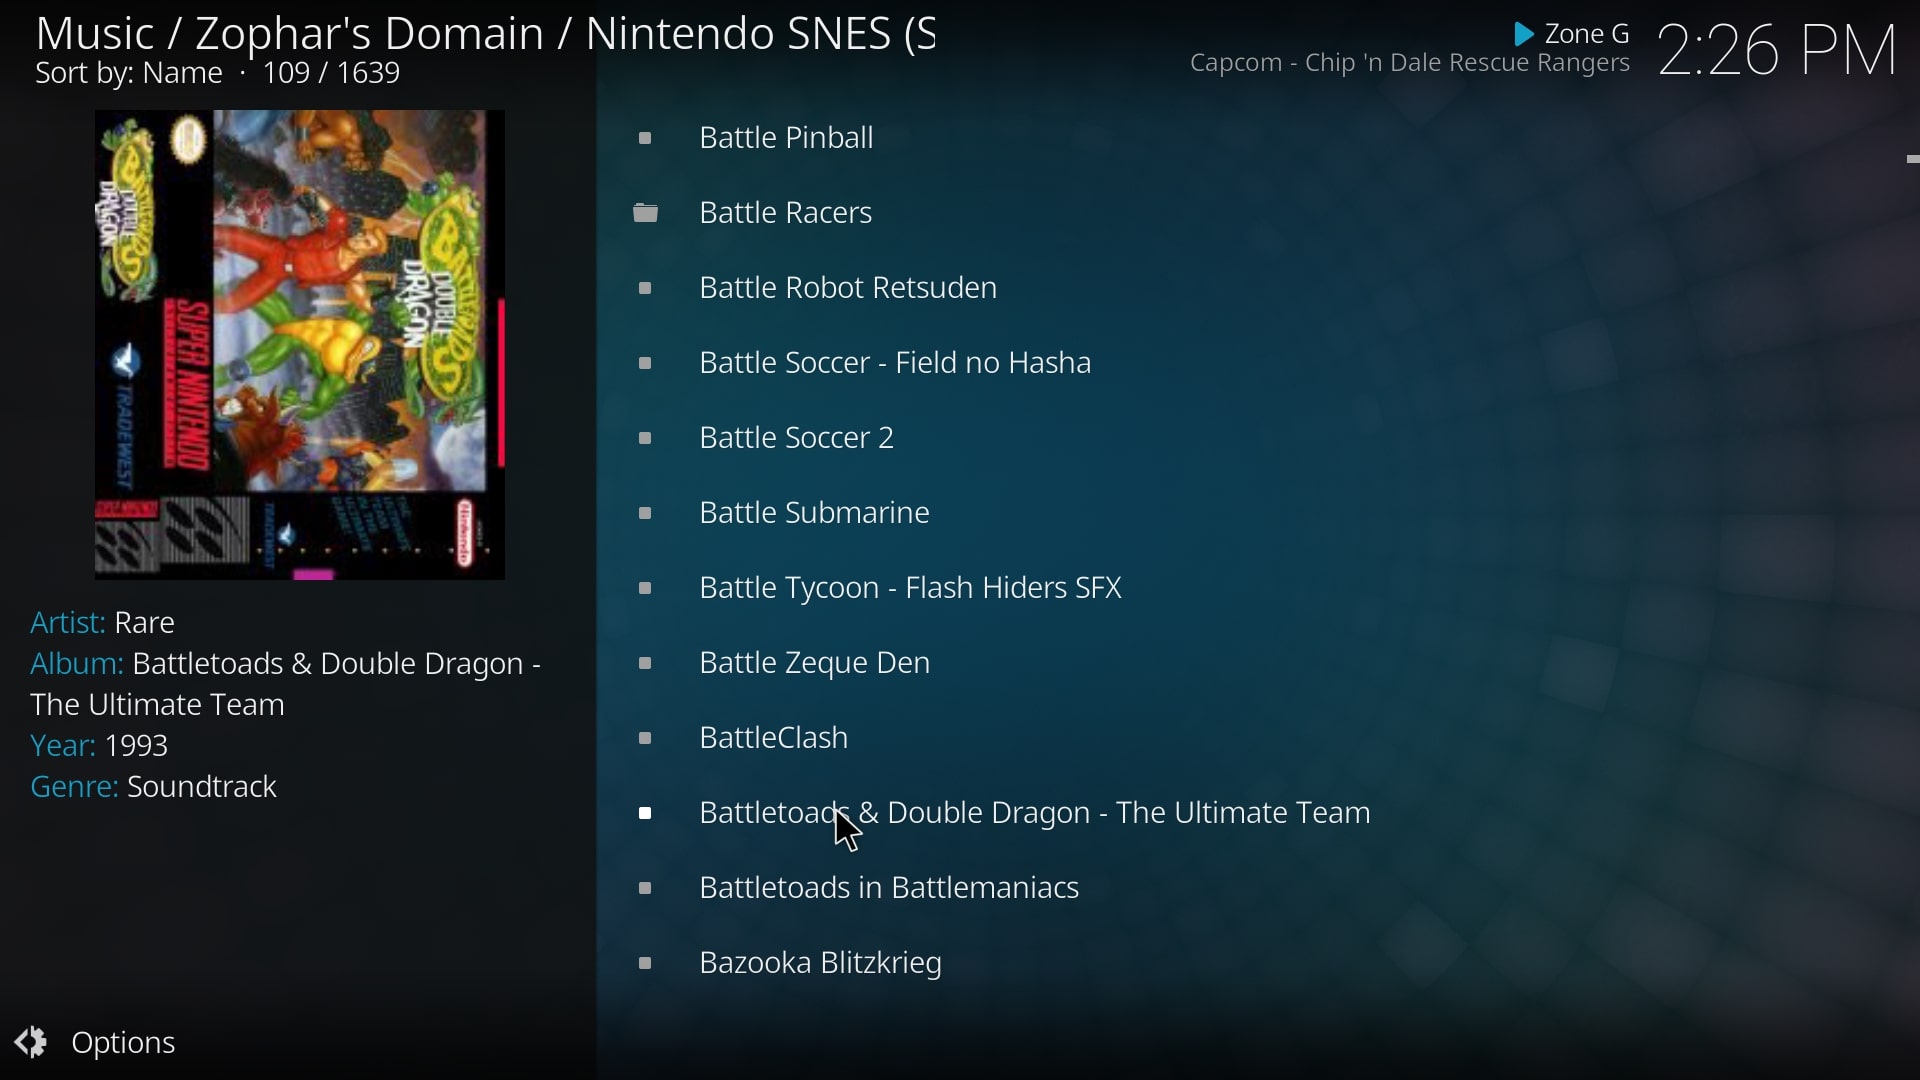 Music / Zophar's Domain / Nintendo SNES (S
Sort by: Name · 109 / 1639
Zone G
Capcom - Chip 'n Dale Rescue Rangers
2:26 PM
DOUBLE
DRAGON
SUPER NINTENDO
TRADEWEST
DOUBLE
DRAGON
TRADEWEST
Nintendo
Artist: Rare
Album: Battletoads & Double Dragon -
The Ultimate Team
Year: 1993
Genre: Soundtrack
Battle Pinball
Battle Racers
Battle Robot Retsuden
Battle Soccer - Field no Hasha
Battle Soccer 2
Battle Submarine
Battle Tycoon - Flash Hiders SFX
Battle Zeque Den
BattleClash
Battletoads & Double Dragon - The Ultimate Team
Battletoads in Battlemaniacs
Bazooka Blitzkrieg
Options